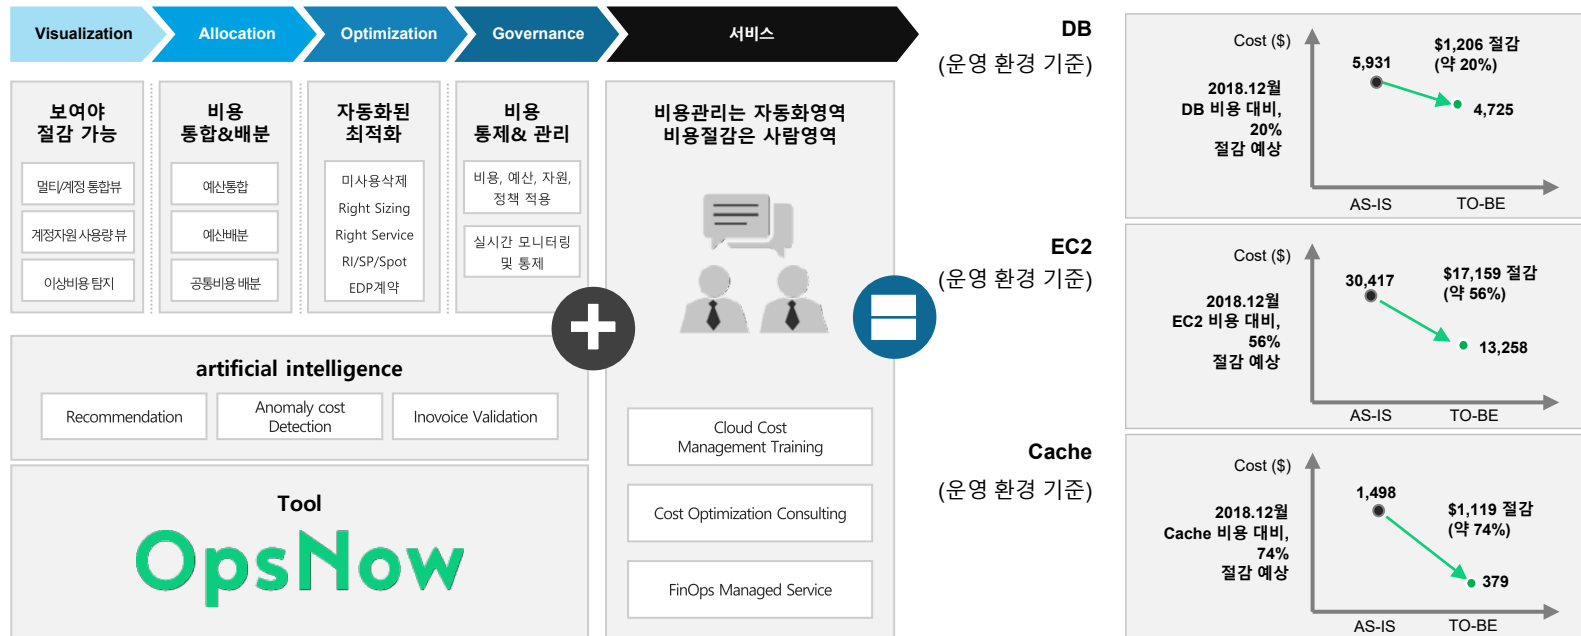 Visualization
Allocation
Optimization
Governance
서비스
보여야
절감 가능
멀티/계정 통합뷰
계정자원 사용량 뷰
이상비용 탐지
비용
통합&배분
예산통합
예산배분
공통비용 배분
자동화된
최적화
미사용삭제
Right Sizing
Right Service
RI/SP/Spot
EDP계약
비용
통제& 관리
비용, 예산, 자원,
정책 적용
실시간 모니터링
및 통제
artificial intelligence
Recommendation
Anomaly cost
Detection
Inovoice Validation
Tool
OpsNow
비용관리는 자동화영역
비용절감은 사람영역
Cloud Cost
Management Training
Cost Optimization Consulting
FinOps Managed Service
DB
(운영 환경 기준)
2018.12월
DB 비용 대비,
20%
절감 예상
Cost ($)
5,931
$1,206 절감
(약 20%)
4,725
AS-IS
TO-BE
EC2
(운영 환경 기준)
2018.12월
EC2 비용 대비,
56%
절감 예상
Cost ($)
30,417
$17,159 절감
(약 56%)
13,258
AS-IS
TO-BE
Cache
(운영 환경 기준)
2018.12월
Cache 비용 대비,
74%
절감 예상
Cost ($)
1,498
$1,119 절감
(약 74%)
379
AS-IS
TO-BE